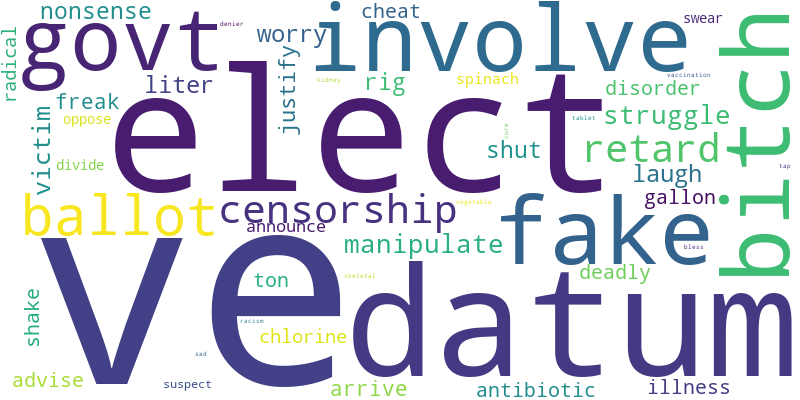 nonsense
cheat
swear
radical
govt
denier
worry
involve
bitch
liter
justify
kidney
rig
spinach
vaccination
disorder
freak
oppose
victim
elect
cure
tablet
struggle
divide
shut
retard
laugh
tap
gallon
ballot
censorship
vegetable
fake
announce
manipulate
bless
ve
datum
deadly
ton
skeletal
shake
racism
chlorine
sad
advise
suspect
arrive
antibiotic
illness